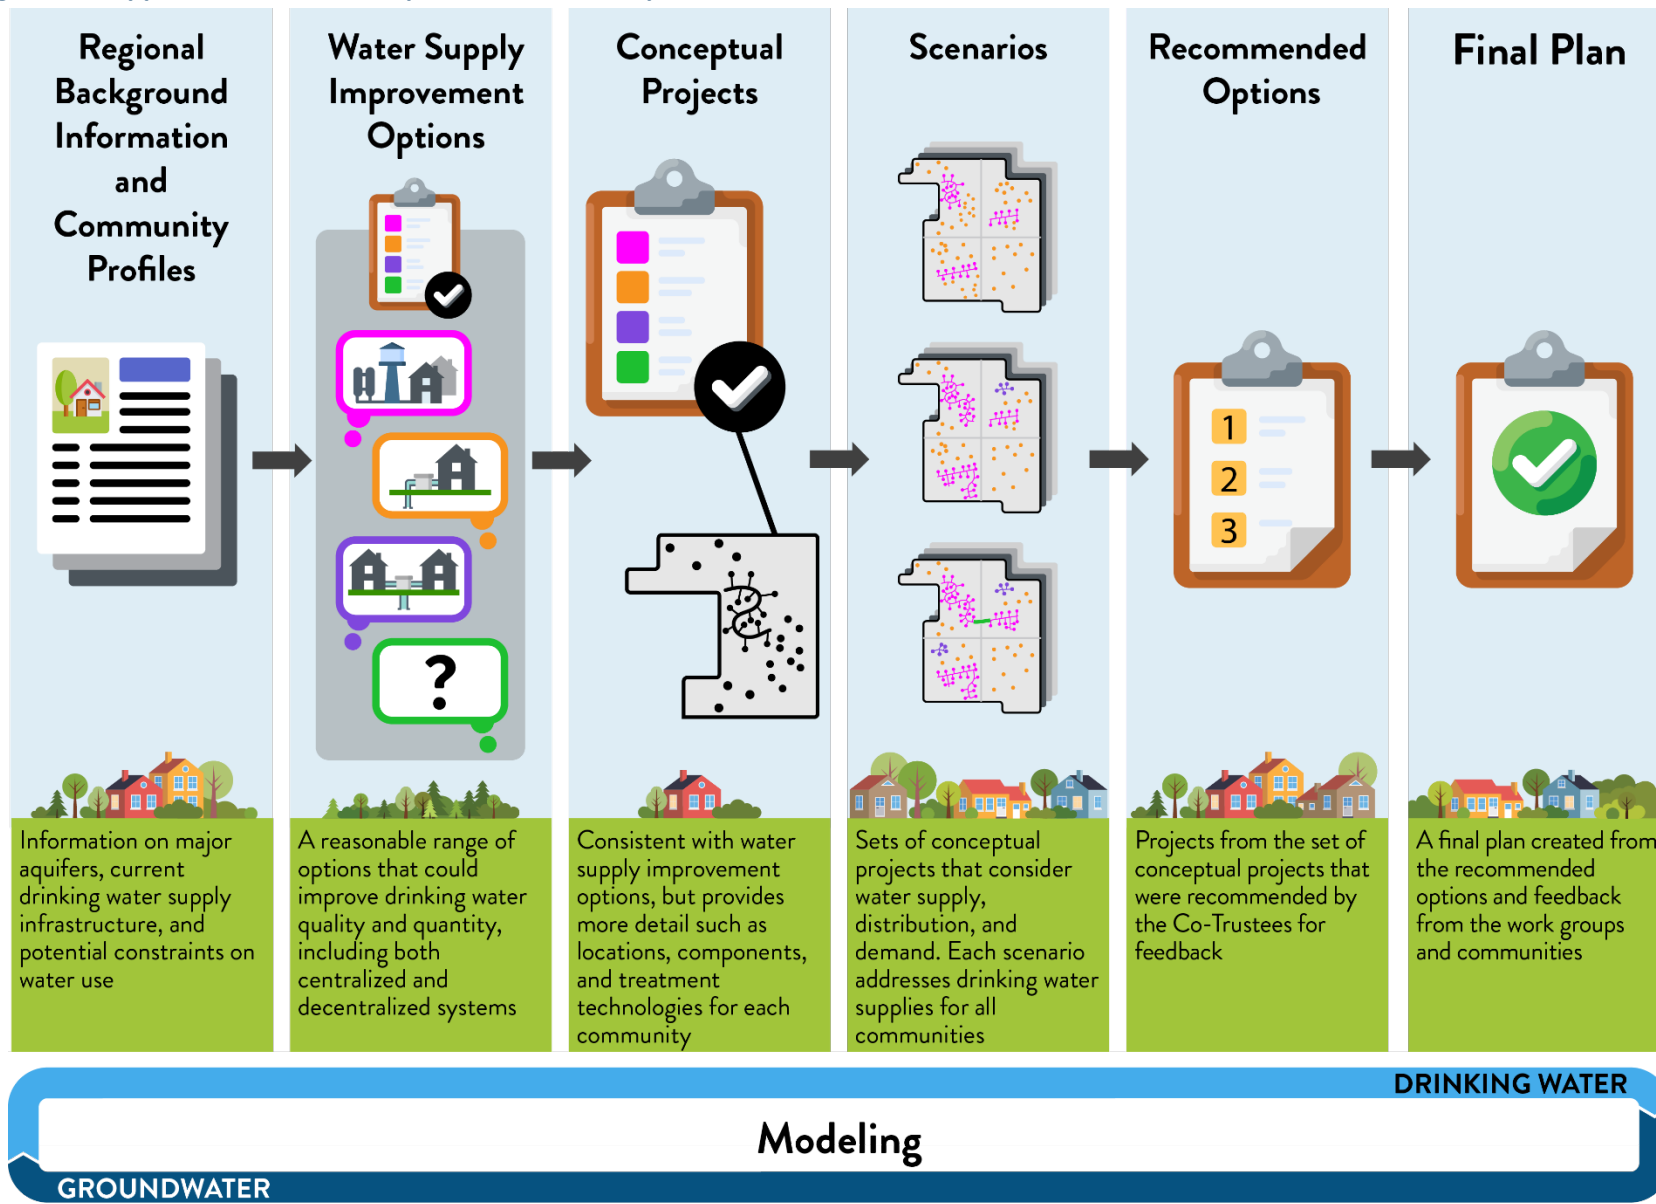 Regional
Background
Information
and
Community
Profiles
Water Supply
Improvement
Options
Conceptual
Projects
Scenarios
Recommended
Options
Final Plan
?
1
2
3
Information on major
aquifers, current
drinking water supply
infrastructure, and
potential constraints on
water use
A reasonable range of
options that could
improve drinking water
quality and quantity,
including both
centralized and
decentralized systems
Consistent with water
supply improvement
options, but provides
more detail such as
locations, components,
and treatment
technologies for each
community
Sets of conceptual
projects that consider
water supply,
distribution, and
demand. Each scenario
addresses drinking water
supplies for all
communities
Projects from the set of
conceptual projects that
were recommended by
the Co-Trustees for
feedback
A final plan created from
the recommended
options and feedback
from the work groups
and communities
DRINKING WATER
Modeling
GROUNDWATER